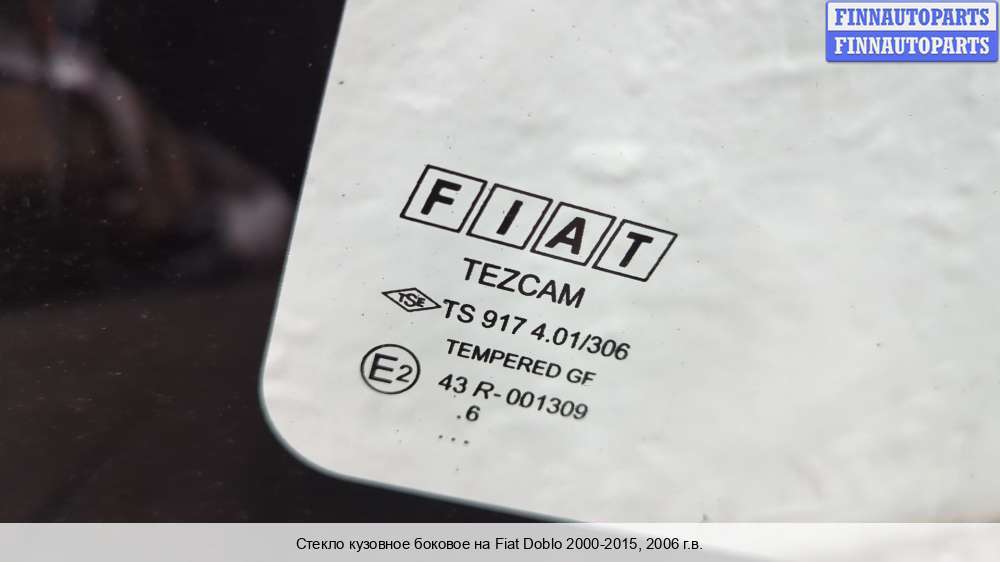 FINNAUTOPARTS
FINNAUTOPARTS
FIAT
TEZCAM
TSE TS 917 4.01/306
TEMPERED GF
E2 43 R-001309
.6
...
Стекло кузовное боковое на Fiat Doblo 2000-2015, 2006 г.в.